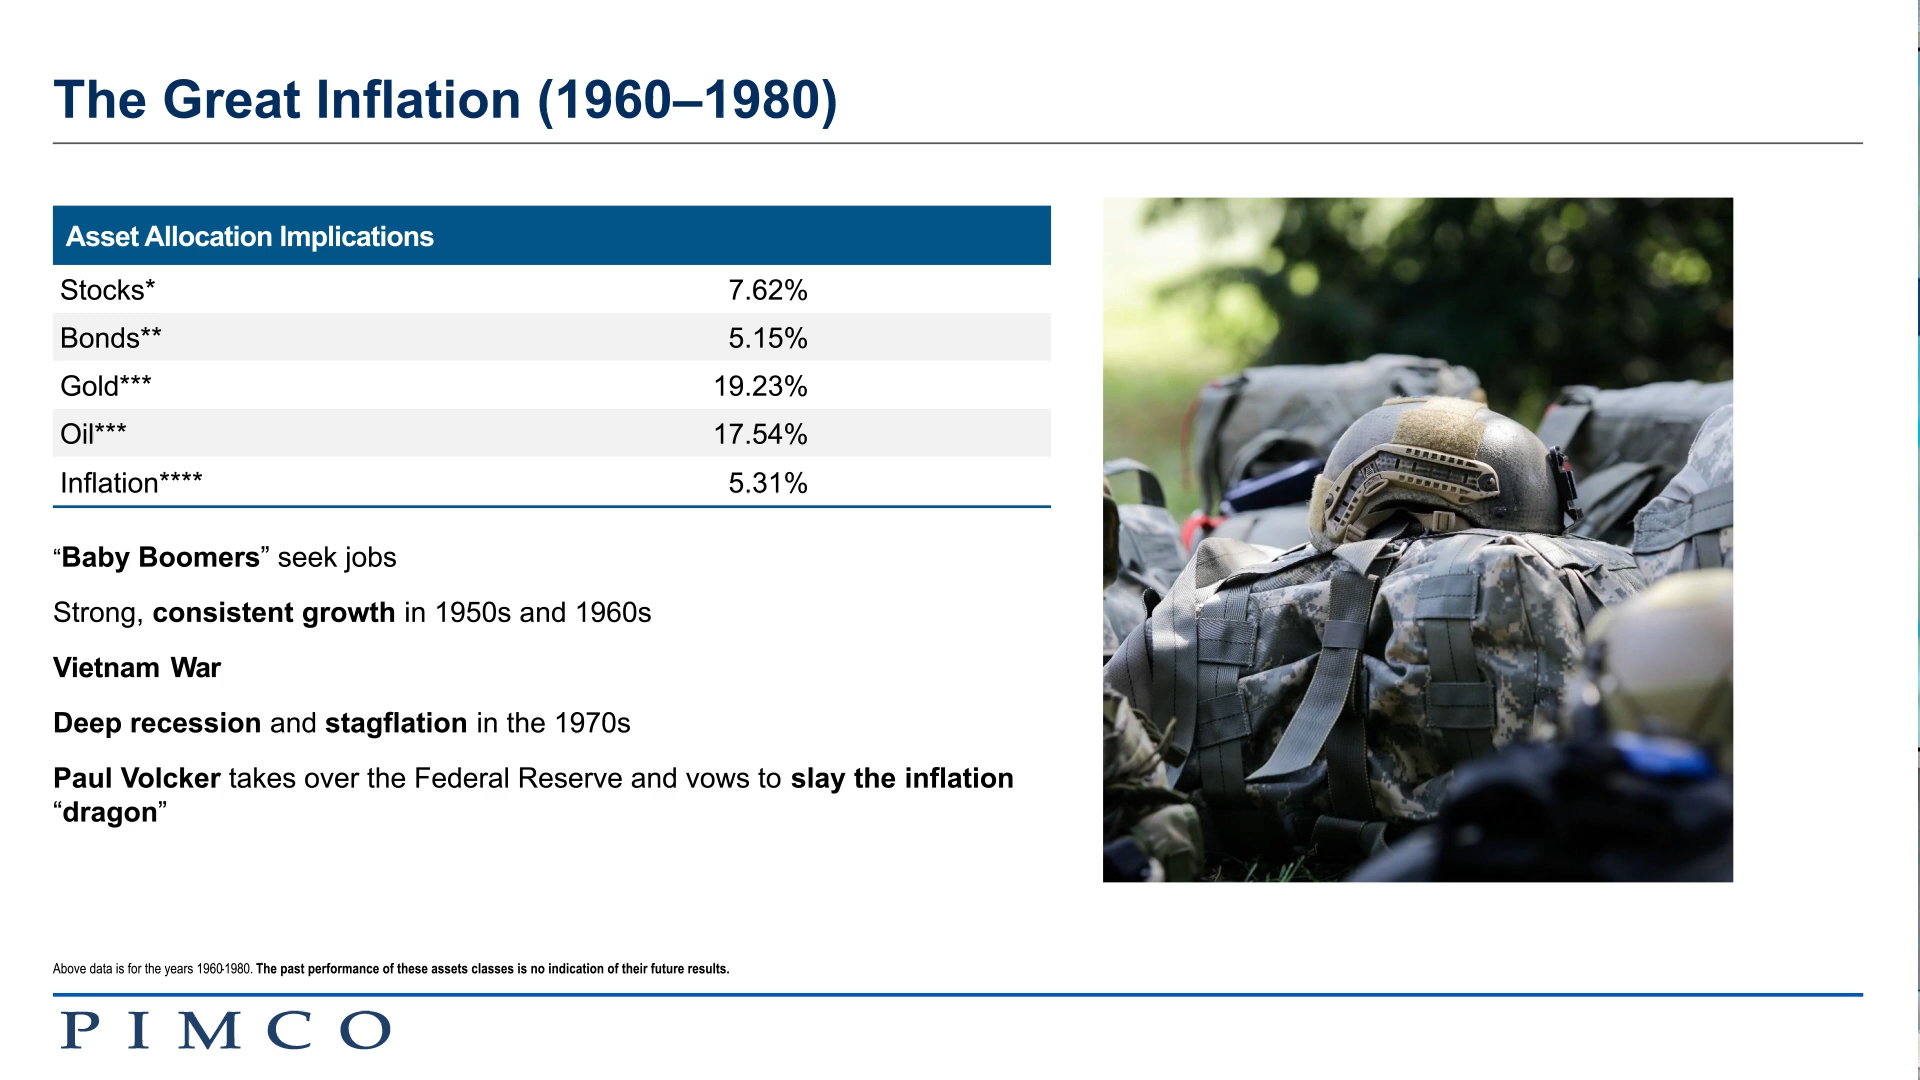 The Great Inflation (1960–1980)
Asset Allocation Implications
Stocks* 7.62%
Bonds** 5.15%
Gold*** 19.23%
Oil*** 17.54%
Inflation**** 5.31%
“Baby Boomers” seek jobs
Strong, consistent growth in 1950s and 1960s
Vietnam War
Deep recession and stagflation in the 1970s
Paul Volcker takes over the Federal Reserve and vows to slay the inflation
“dragon”
Above data is for the years 1960-1980. The past performance of these assets classes is no indication of their future results.
PIMCO